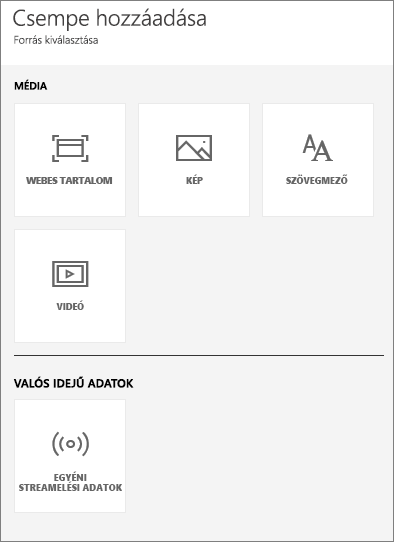 Csempe hozzáadása
Forrás kiválasztása
MÉDIA
WEBES TARTALOM
KÉP
SZÖVEGMEZŐ
VIDEÓ
VALÓS IDEJŰ ADATOK
EGYÉNI
STREAMELÉSI ADATOK